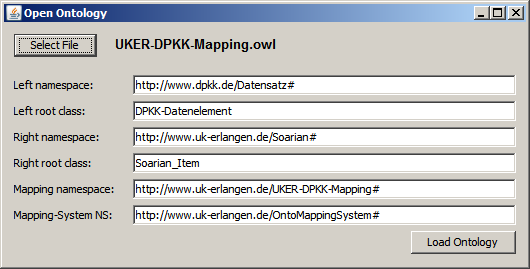 Open Ontology
Select File UKER-DPKK-Mapping.owl
Left namespace: http://www.dpkk.de/Datensatz#
Left root class: DPKK-Datenelement
Right namespace: http://www.uk-erlangen.de/Soarian#
Right root class: Soarian_Item
Mapping namespace: http://www.uk-erlangen.de/UKER-DPKK-Mapping#
Mapping-System NS: http://www.uk-erlangen.de/OntoMappingSystem#
Load Ontology